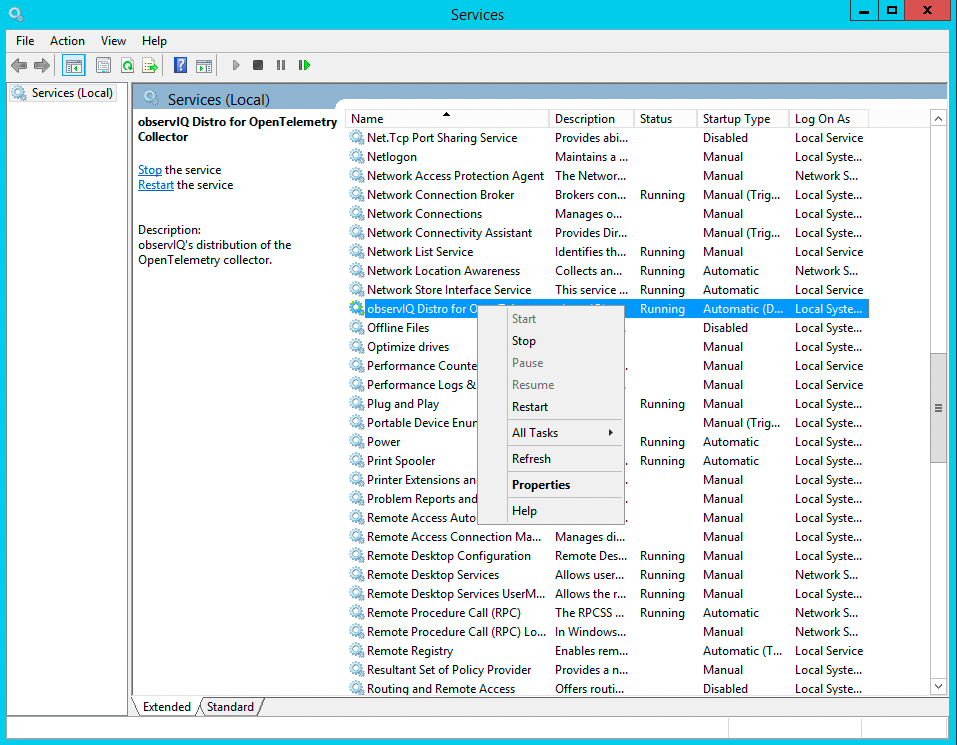 Services
File Action View Help
Services (Local)
Services (Local)
observIQ Distro for OpenTelemetry
Collector
Stop the service
Restart the service
Description:
observIQ's distribution of the
OpenTelemetry collector.
Name Description Status Startup Type Log On As
Net.Tcp Port Sharing Service Provides abi... Disabled Local Service
Netlogon Maintains a ... Manual Local Syste...
Network Access Protection Agent The Networ... Manual Network S...
Network Connection Broker Brokers con... Running Manual (Trig... Local Syste...
Network Connections Manages o... Manual Local Syste...
Network Connectivity Assistant Provides Dir... Manual (Trig... Local Syste...
Network List Service Identifies th... Running Manual Local Service
Network Location Awareness Collects an... Running Automatic Network S...
Network Store Interface Service This service ... Running Automatic Local Service
observIQ Distro for Running Automatic (D... Local Syste...
Offline Files Disabled Local Syste...
Optimize drives Manual Local Syste...
Performance Counte Manual Local Service
Performance Logs & Manual Local Service
Plug and Play Running Manual Local Syste...
Portable Device Enum Manual (Trig... Local Syste...
Power Running Automatic Local Syste...
Print Spooler Running Automatic Local Syste...
Printer Extensions an Manual Local Syste...
Problem Reports and Manual Local Syste...
Remote Access Auto Manual Local Syste...
Remote Access Connection Ma... Manages di... Manual Local Syste...
Remote Desktop Configuration Remote Des... Running Manual Local Syste...
Remote Desktop Services Allows user... Running Manual Network S...
Remote Desktop Services UserM... Allows the r... Running Manual Local Syste...
Remote Procedure Call (RPC) The RPCSS ... Running Automatic Network S...
Remote Procedure Call (RPC) Lo... In Windows... Manual Network S...
Remote Registry Enables rem... Automatic (T... Local Service
Resultant Set of Policy Provider Provides a n... Manual Local Syste...
Routing and Remote Access Offers routi... Disabled Local Syste...
Start
Stop
Pause
Resume
Restart
All Tasks
Refresh
Properties
Help
Extended Standard